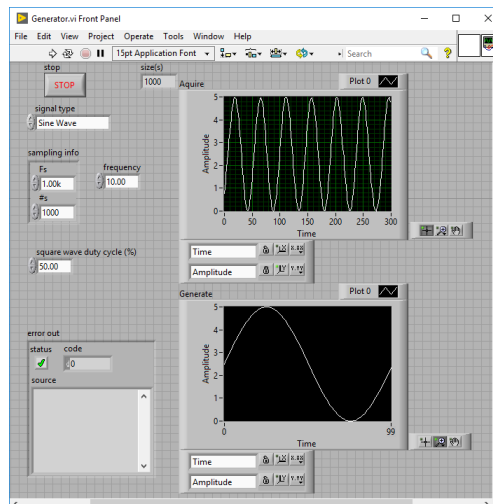 Generator.vi Front Panel
File Edit View Project Operate Tools Window Help
15pt Application Font
Search
stop
STOP
size(s)
1000
signal type
Sine Wave
sampling info
Fs
1.00k
#s
1000
frequency
10.00
square wave duty cycle (%)
50.00
error out
status
code
0
source
Aquire
Plot 0
Amplitude
5
4
3
2
1
0
0 50 100 150 200 250 300
Time
Time
Amplitude
Generate
Plot 0
Amplitude
5
4
3
2
1
0
0 99
Time
Time
Amplitude